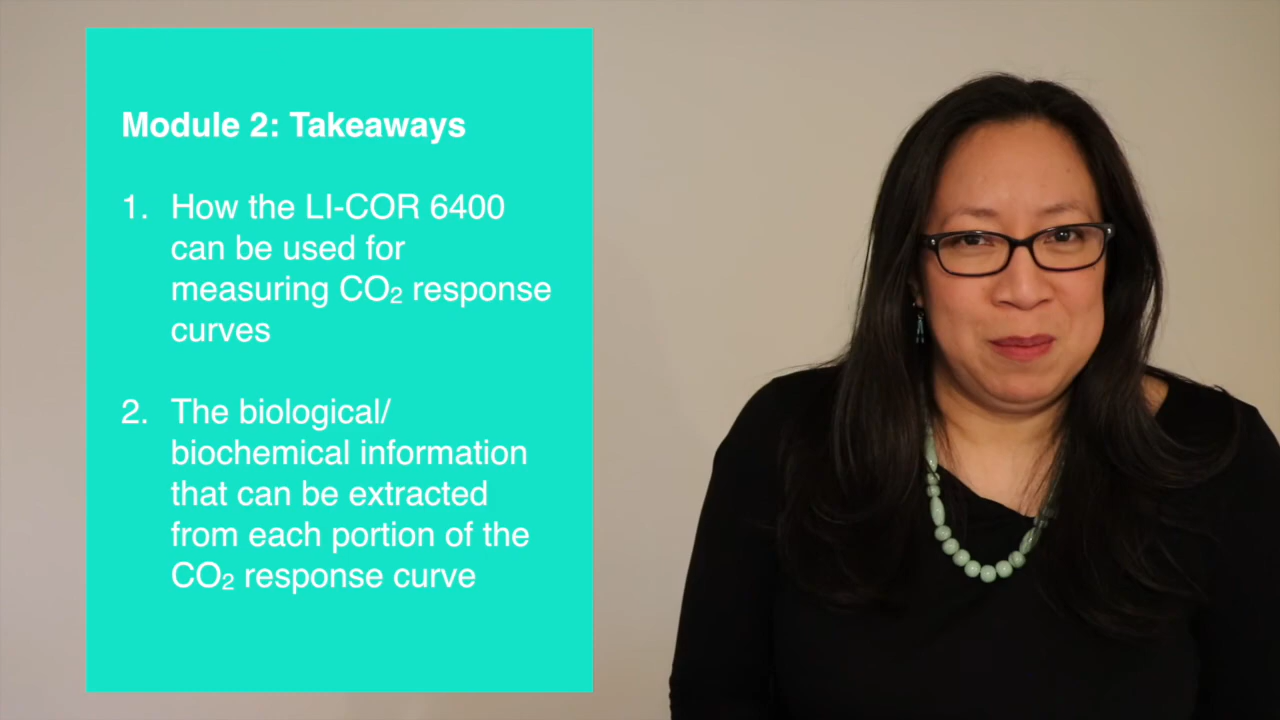 Module 2: Takeaways
1. How the LI-COR 6400
can be used for
measuring CO₂ response
curves
2. The biological/
biochemical information
that can be extracted
from each portion of the
CO₂ response curve